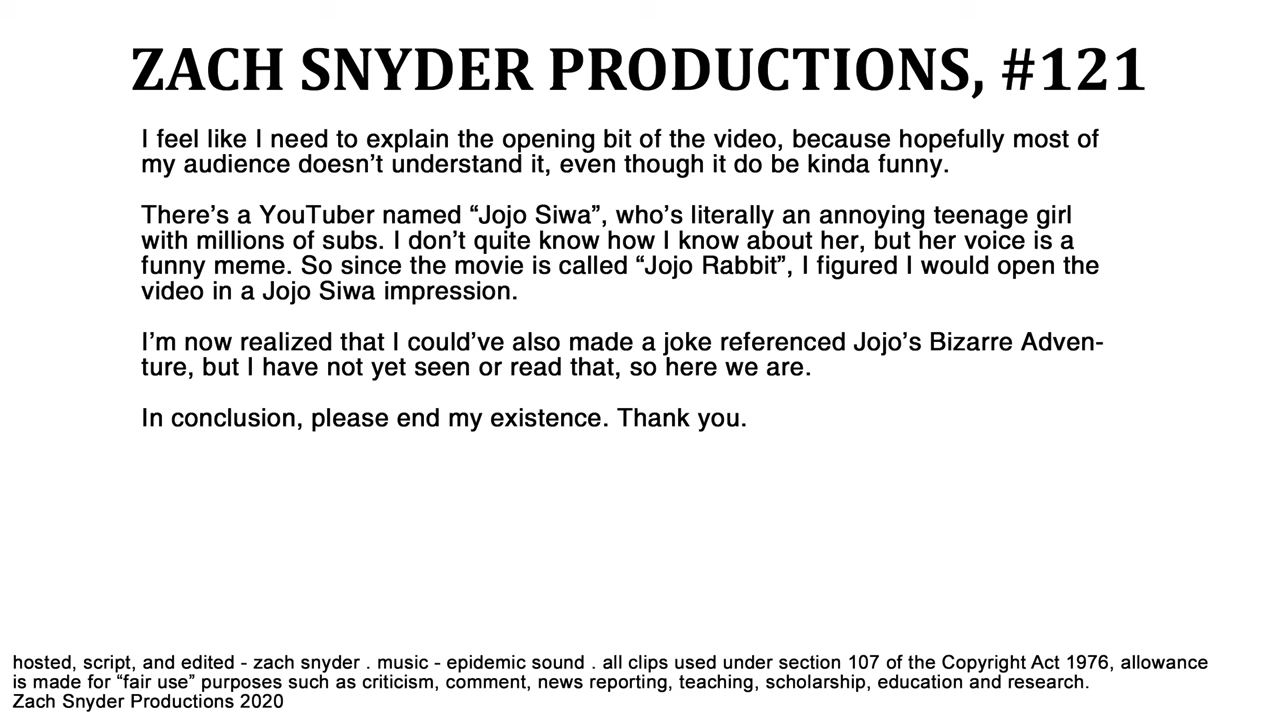 ZACH SNYDER PRODUCTIONS, #121
I feel like I need to explain the opening bit of the video, because hopefully most of
my audience doesn’t understand it, even though it do be kinda funny.
There’s a YouTuber named “Jojo Siwa”, who’s literally an annoying teenage girl
with millions of subs. I don’t quite know how I know about her, but her voice is a
funny meme. So since the movie is called “Jojo Rabbit”, I figured I would open the
video in a Jojo Siwa impression.
I’m now realized that I could’ve also made a joke referenced Jojo’s Bizarre Adven-
ture, but I have not yet seen or read that, so here we are.
In conclusion, please end my existence. Thank you.
hosted, script, and edited - zach snyder . music - epidemic sound . all clips used under section 107 of the Copyright Act 1976, allowance
is made for “fair use” purposes such as criticism, comment, news reporting, teaching, scholarship, education and research.
Zach Snyder Productions 2020